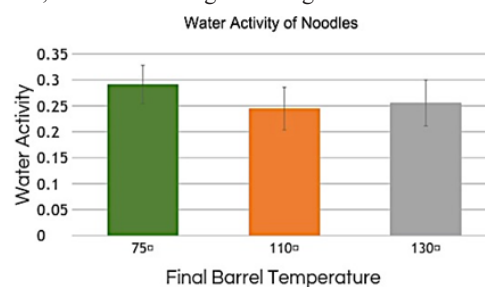 Water Activity of Noodles
0.35
0.3
0.25
0.2
0.15
0.1
0.05
0
Water Activity
75¤ 110¤ 130¤
Final Barrel Temperature